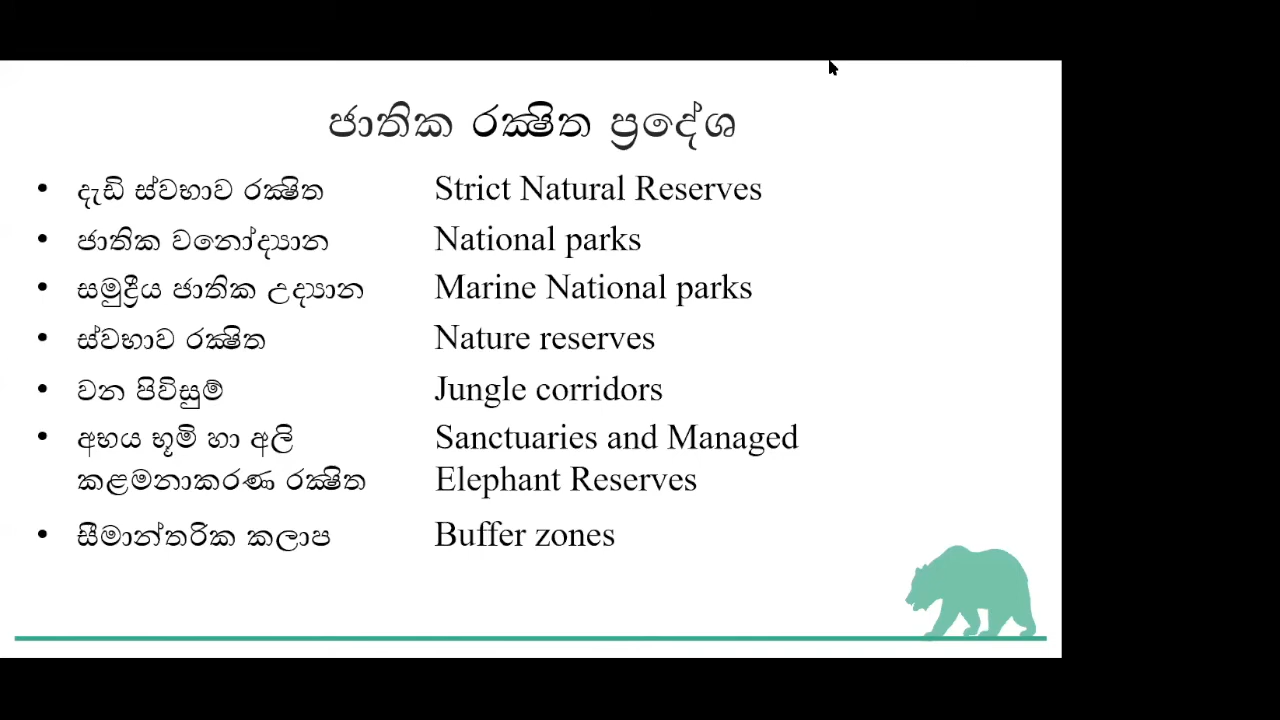 ජාතික රක්‍ෂිත ප්‍රදේශ
• දැඩි ස්වභාව රක්‍ෂිත Strict Natural Reserves
• ජාතික වනෝද්‍යාන National parks
• සමුද්‍රීය ජාතික උද්‍යාන Marine National parks
• ස්වභාව රක්‍ෂිත Nature reserves
• වන පිවිසුම් Jungle corridors
• අභය භූමි හා අලි Sanctuaries and Managed
කළමනාකරණ රක්‍ෂිත Elephant Reserves
• සීමාන්තරික කලාප Buffer zones